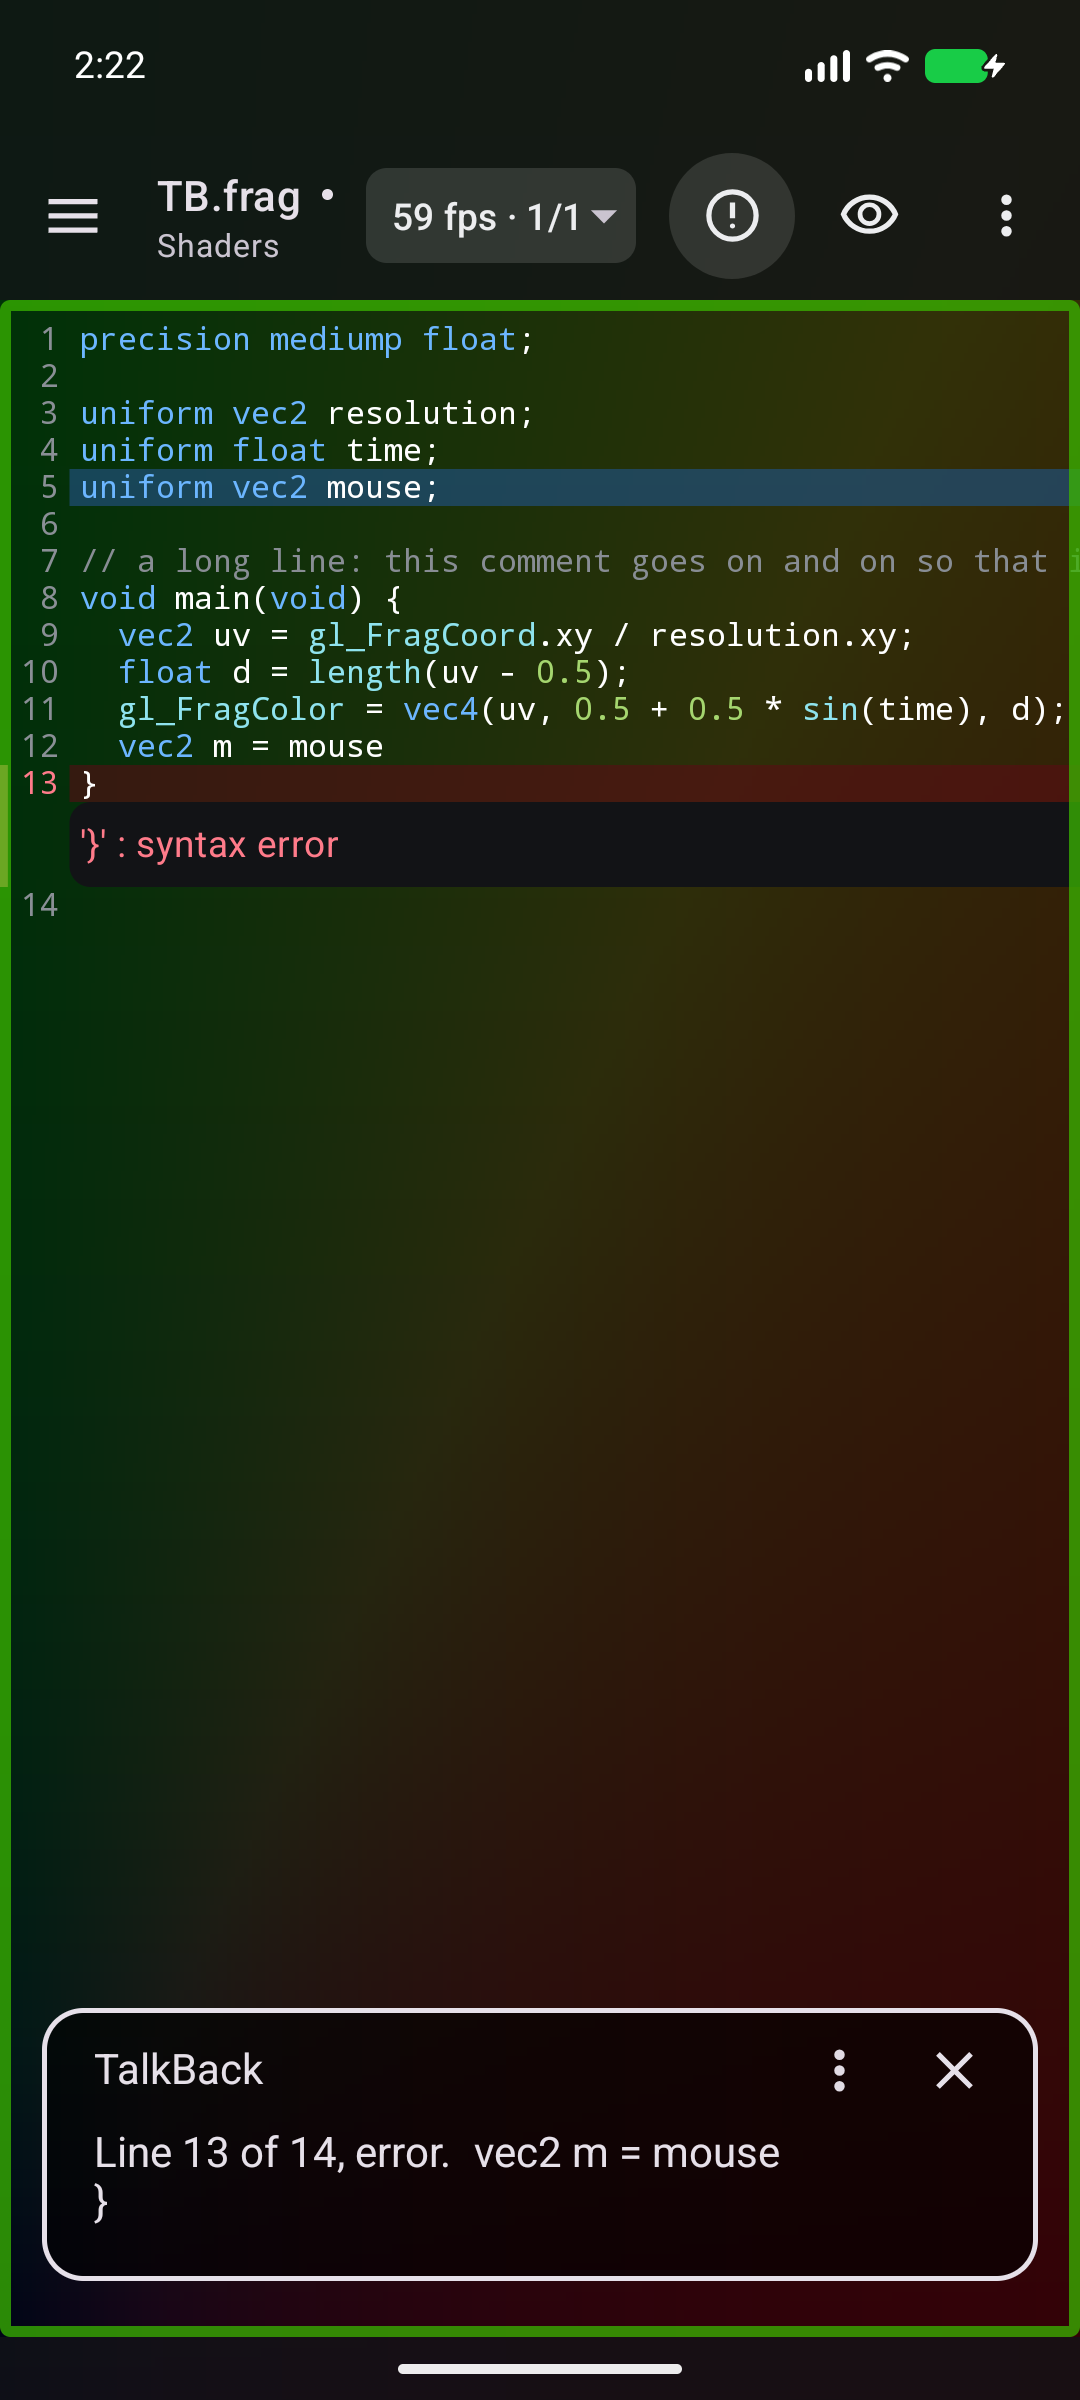 2:22
TB.frag •
Shaders
59 fps · 1/1
1 precision mediump float;
2
3 uniform vec2 resolution;
4 uniform float time;
5 uniform vec2 mouse;
6
7 // a long line: this comment goes on and on so that i
8 void main(void) {
9   vec2 uv = gl_FragCoord.xy / resolution.xy;
10   float d = length(uv - 0.5);
11   gl_FragColor = vec4(uv, 0.5 + 0.5 * sin(time), d);
12   vec2 m = mouse
13 }
'}' : syntax error
14
TalkBack
Line 13 of 14, error.  vec2 m = mouse
}